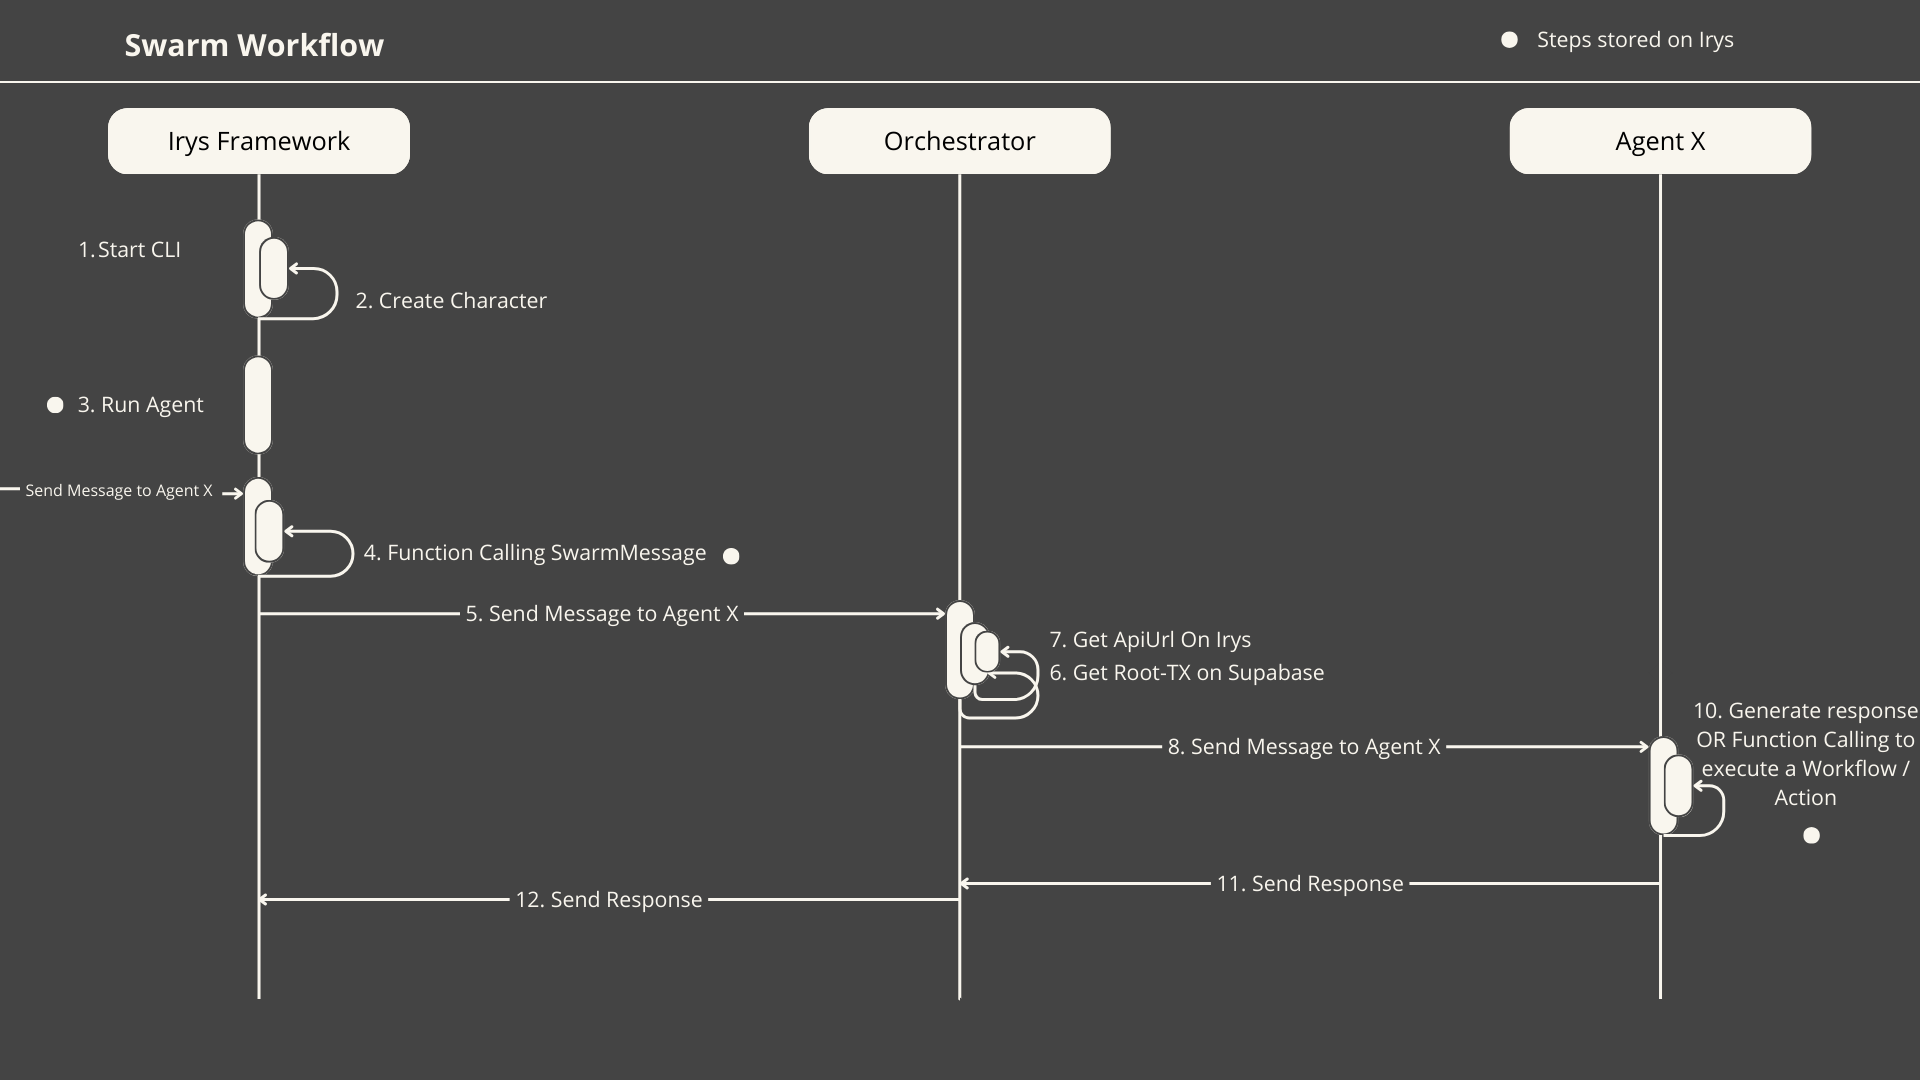 Swarm Workflow
Steps stored on Irys
Irys Framework
Orchestrator
Agent X
1. Start CLI
2. Create Character
3. Run Agent
Send Message to Agent X
4. Function Calling SwarmMessage
5. Send Message to Agent X
7. Get ApiUrl On Irys
6. Get Root-TX on Supabase
8. Send Message to Agent X
10. Generate response
OR Function Calling to
execute a Workflow /
Action
11. Send Response
12. Send Response